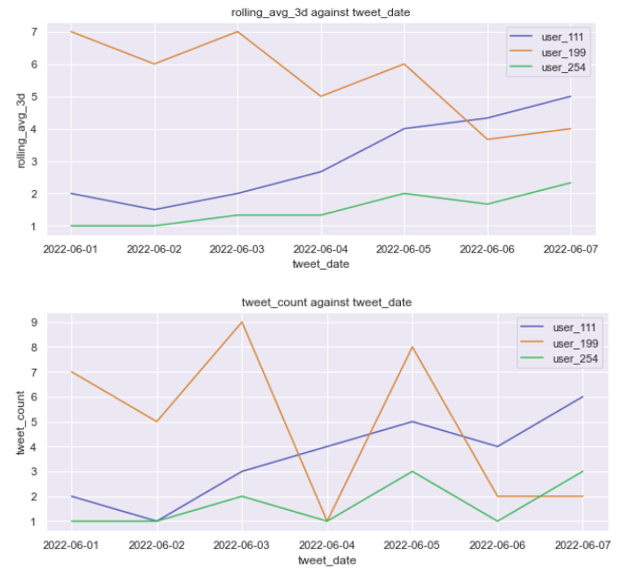 rolling_avg_3d against tweet_date
user_111
user_199
user_254
7
6
5
4
3
2
1
rolling_avg_3d
2022-06-01 2022-06-02 2022-06-03 2022-06-04 2022-06-05 2022-06-06 2022-06-07
tweet_date
tweet_count against tweet_date
user_111
user_199
user_254
9
8
7
6
5
4
3
2
1
tweet_count
2022-06-01 2022-06-02 2022-06-03 2022-06-04 2022-06-05 2022-06-06 2022-06-07
tweet_date